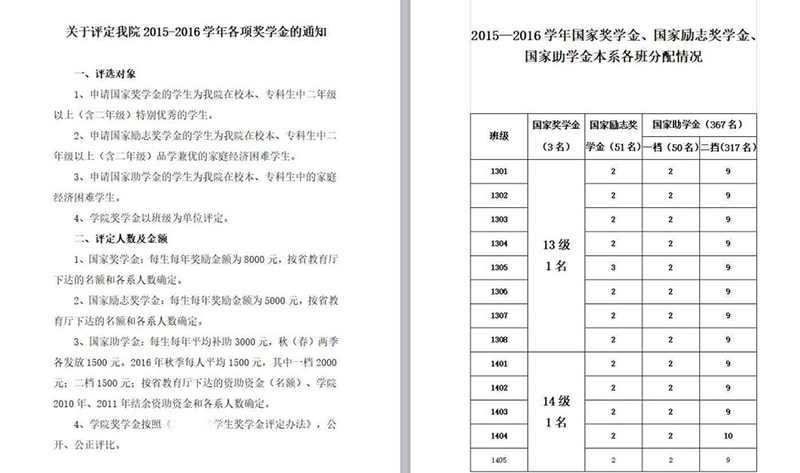 关于评定我院 2015-2016 学年各项奖学金的通知
一、评选对象
1、申请国家奖学金的学生为我院在校本、专科生中二年级
以上（含二年级）特别优秀的学生。
2、申请国家励志奖学金的学生为我院在校本、专科生中二
年级以上（含二年级）品学兼优的家庭经济困难学生。
3、申请国家助学金的学生为我院在校本、专科生中的家庭
经济困难学生。
4、学院奖学金以班级为单位评定。
二、评定人数及金额
1、国家奖学金：每生每年奖励金额为 8000 元，按省教育厅
下达的名额和各系人数确定。
2、国家励志奖学金：每生每年奖励金额为 5000 元，按省教
育厅下达的名额和各系人数确定。
3、国家助学金：每生每年平均补助 3000 元，秋（春）两季
各发放 1500 元。2016 年秋季每人平均 1500 元，其中一档 2000
元；二档 1500 元；按省教育厅下达的资助资金（名额）、学院
2010 年、2011 年结余资助资金和各系人数确定。
4、学院奖学金按照《 学生奖学金评定办法》，公
开、公正评比。
2015—2016 学年国家奖学金、国家励志奖学金、
国家助学金本系各班分配情况
班级 国家奖学金（3 名） 国家励志奖学金（51 名） 国家助学金（367 名）
一档（50 名） 二挡(317 名）
1301 2 2 9
1302 2 2 9
1303 2 2 9
1304 13 级 2 2 9
1305 1 名 3 2 9
1306 2 2 9
1307 2 2 9
1308 2 2 9
1401 2 2 9
1402 2 2 9
1403 14 级 2 2 9
1404 1 名 2 2 10
1405 2 2 9